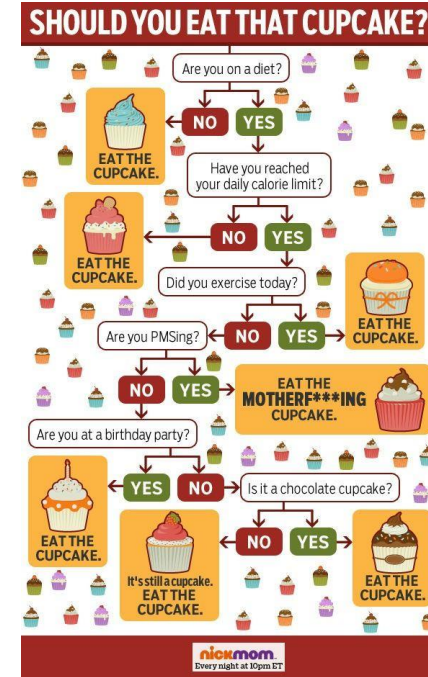 SHOULD YOU EAT THAT CUPCAKE?
Are you on a diet?
NO
YES
EAT THE
CUPCAKE.
Have you reached
your daily calorie limit?
NO
YES
EAT THE
CUPCAKE.
Did you exercise today?
NO
YES
EAT THE
CUPCAKE.
Are you PMSing?
NO
YES
EAT THE
MOTHERF***ING
CUPCAKE.
Are you at a birthday party?
YES
NO
EAT THE
CUPCAKE.
Is it a chocolate cupcake?
NO
YES
It's still a cupcake.
EAT THE
CUPCAKE.
EAT THE
CUPCAKE.
nickmom.
Every night at 10pm ET